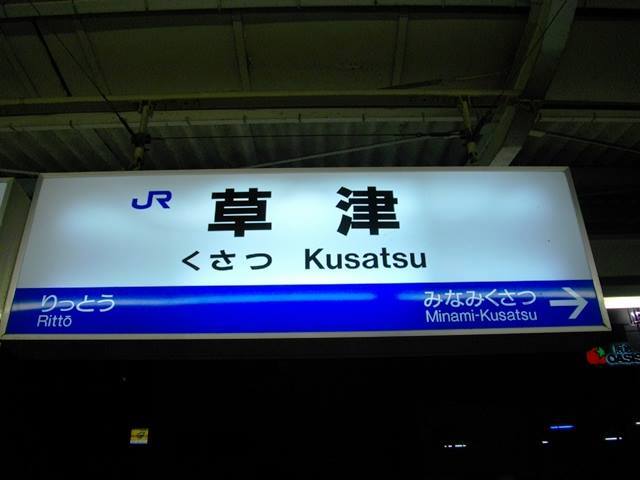 JR 草津
くさつ Kusatsu
りっとう みなみくさつ
Rittō Minami-Kusatsu
OASIS